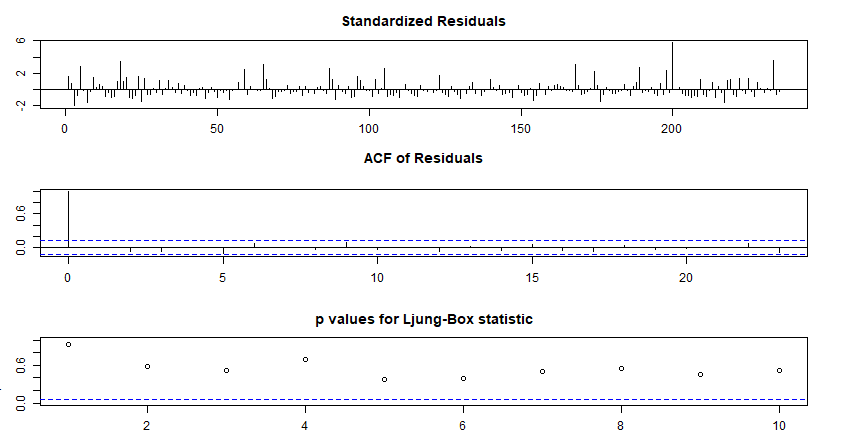 Standardized Residuals
6
2
-2
0 50 100 150 200
ACF of Residuals
0.6
0.0
0 5 10 15 20
p values for Ljung-Box statistic
0.6
0.0
2 4 6 8 10